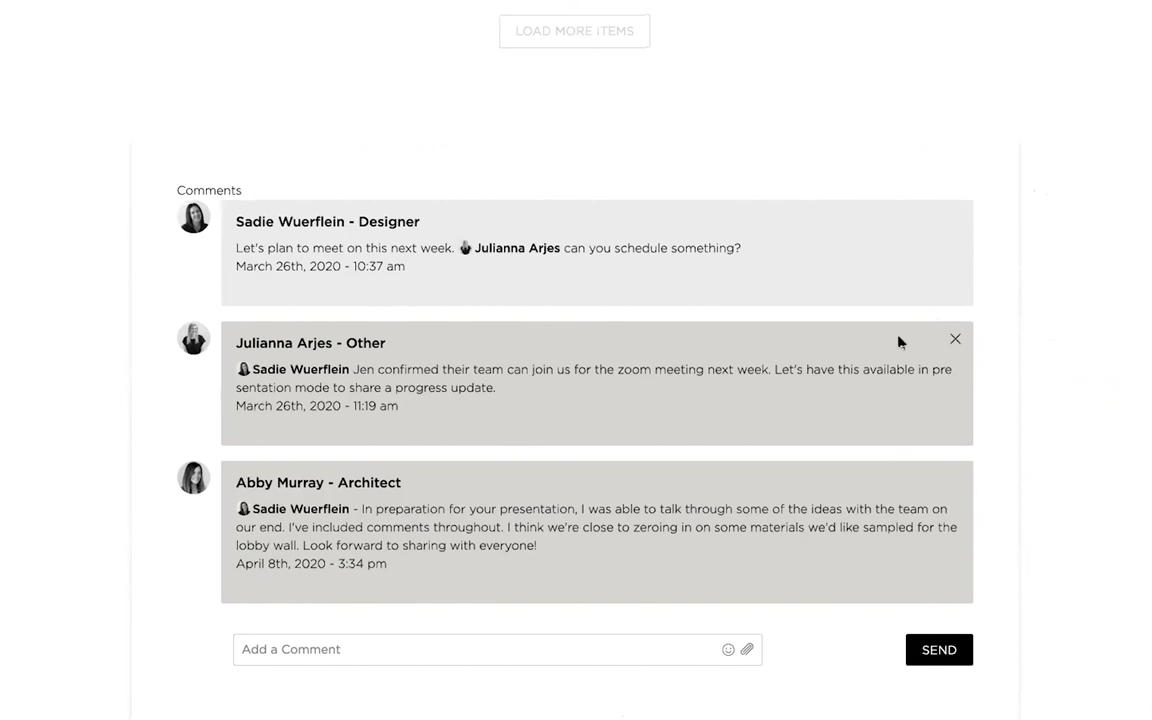 LOAD MORE ITEMS
Comments
Sadie Wuerflein - Designer
Let's plan to meet on this next week. Julianna Arjes can you schedule something?
March 26th, 2020 - 10:37 am
Julianna Arjes - Other
Sadie Wuerflein Jen confirmed their team can join us for the zoom meeting next week. Let's have this available in pre
sentation mode to share a progress update.
March 26th, 2020 - 11:19 am
Abby Murray - Architect
Sadie Wuerflein - In preparation for your presentation, I was able to talk through some of the ideas with the team on
our end. I've included comments throughout. I think we're close to zeroing in on some materials we'd like sampled for the
lobby wall. Look forward to sharing with everyone!
April 8th, 2020 - 3:34 pm
Add a Comment
SEND